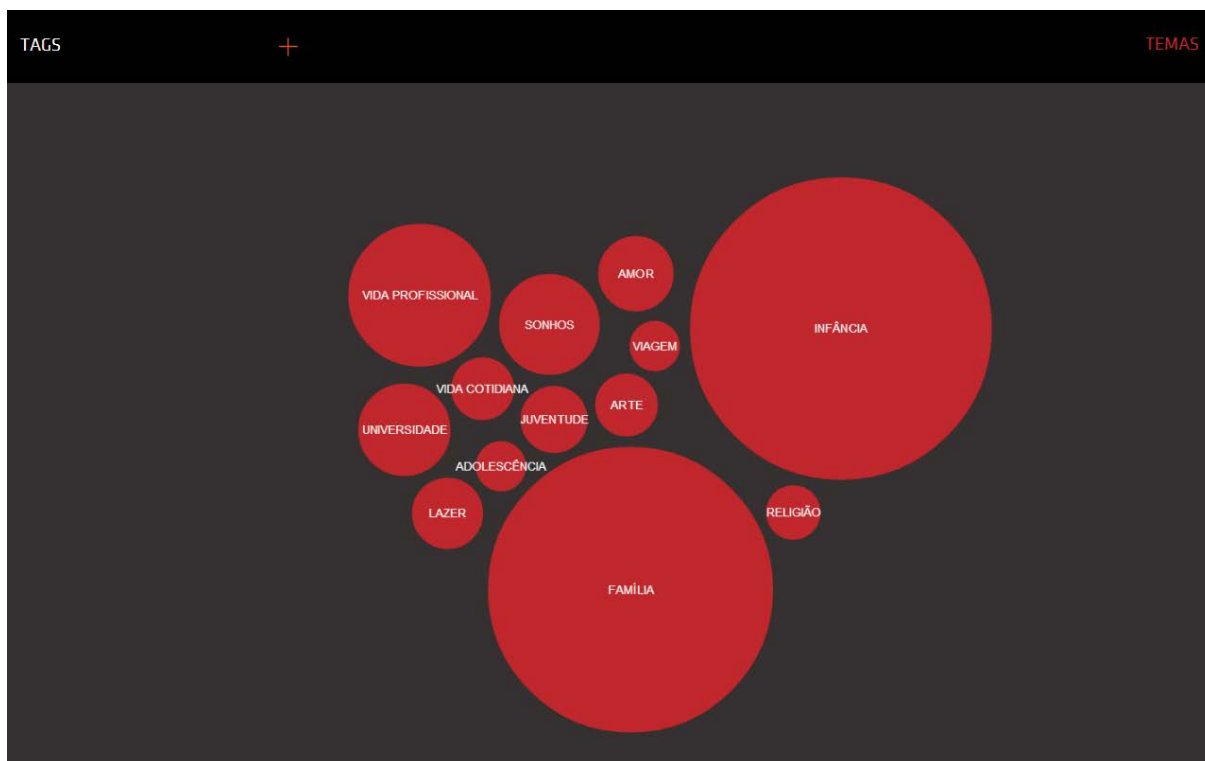 TAGS
+
TEMAS
AMOR
VIDA PROFISSIONAL
SONHOS
INFÂNCIA
VIAGEM
VIDA COTIDIANA
ARTE
JUVENTUDE
UNIVERSIDADE
ADOLESCÊNCIA
LAZER
RELIGIÃO
FAMÍLIA